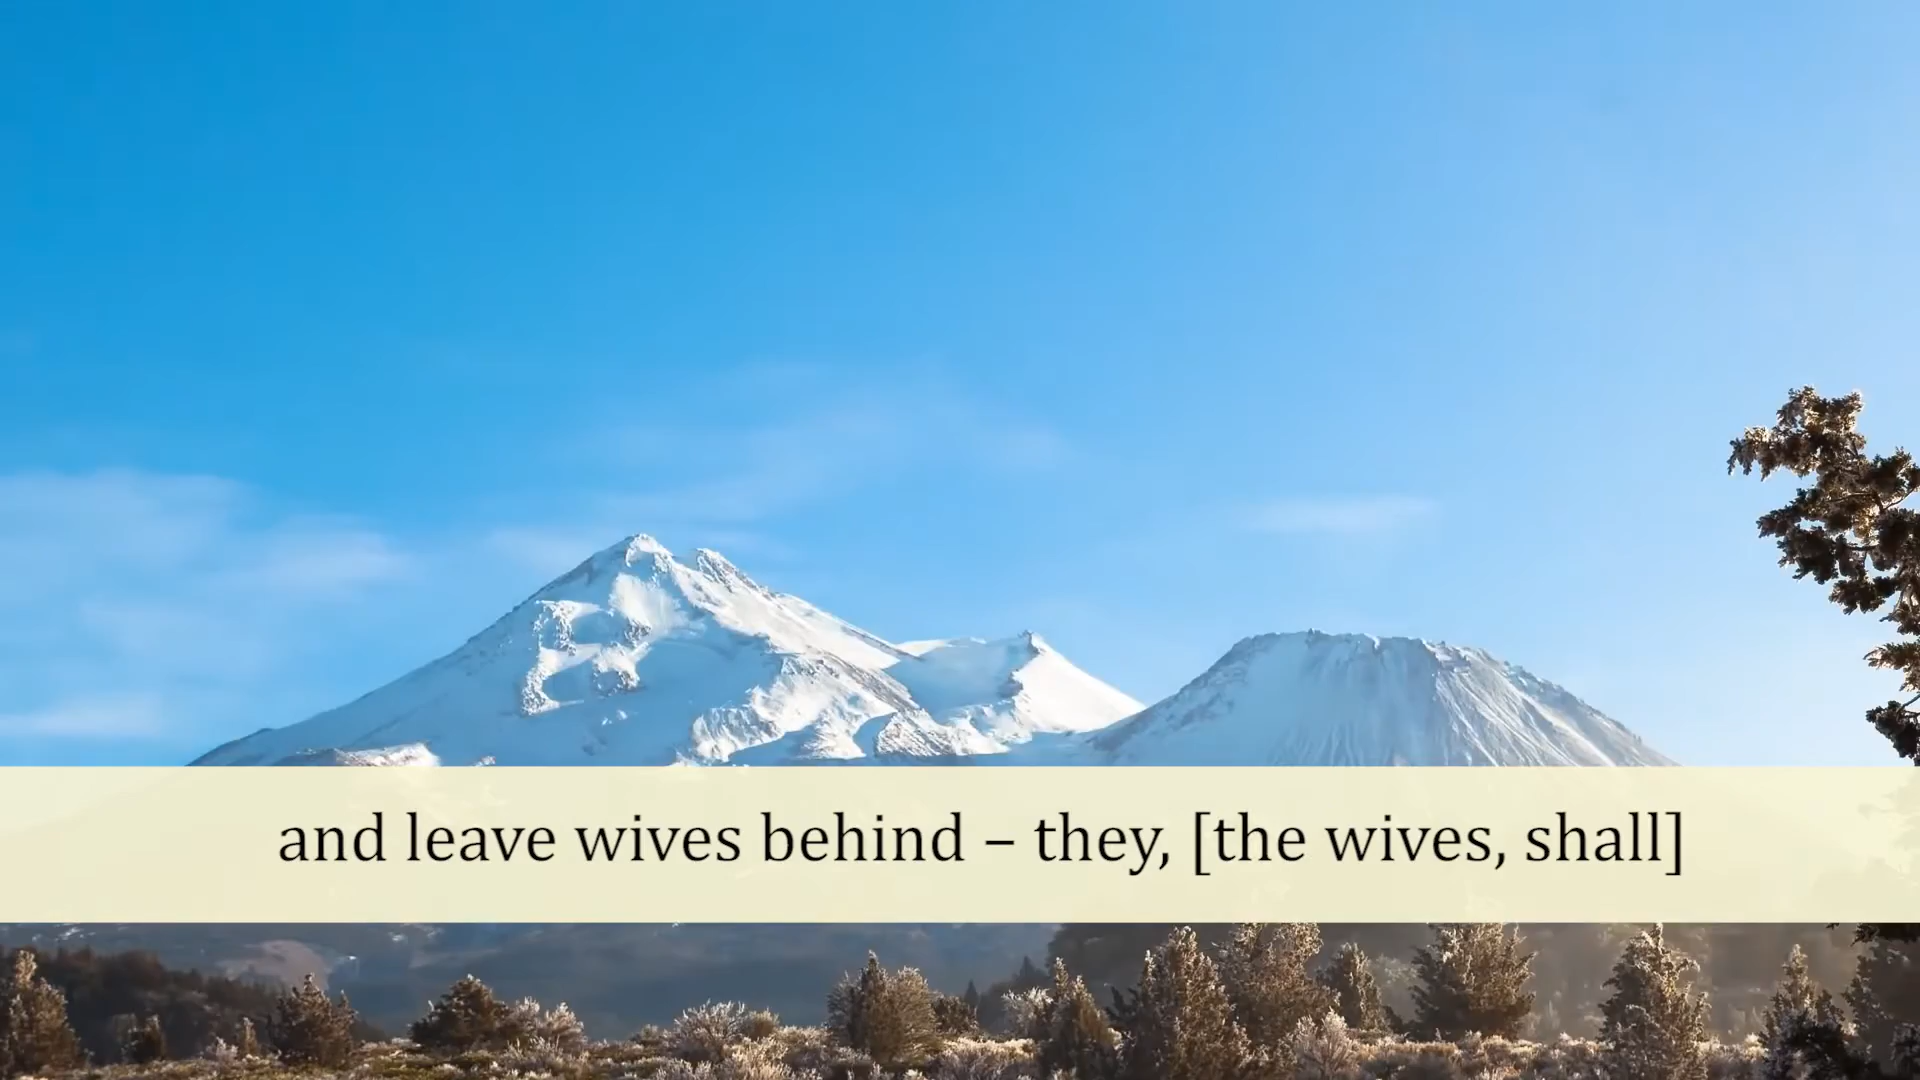 and leave wives behind – they, [the wives, shall]